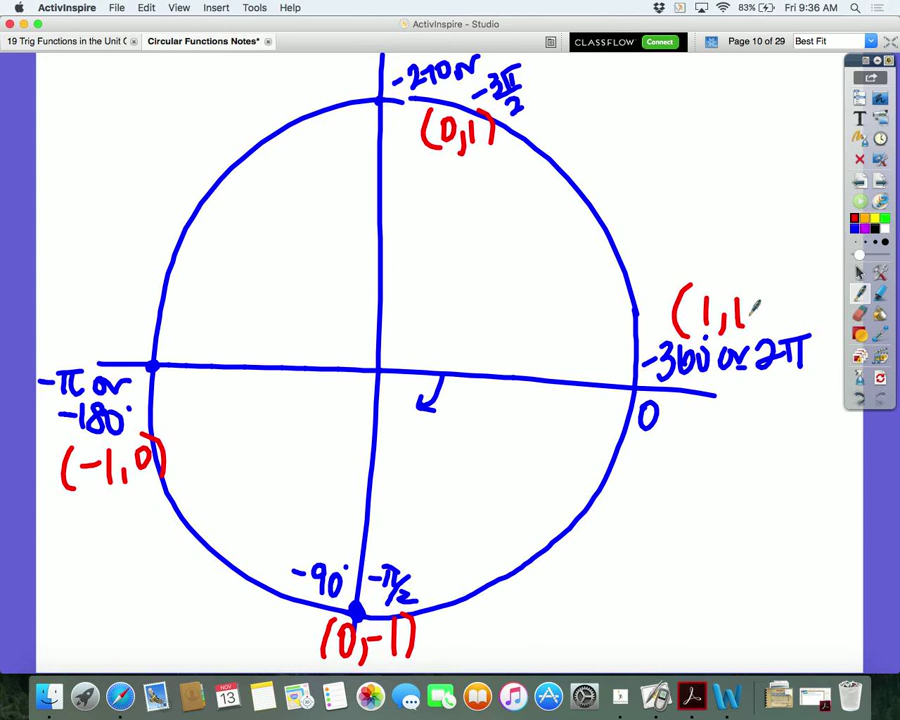 ActivInspire File Edit View Insert Tools Help 83% Fri 9:36 AM
ActivInspire - Studio
19 Trig Functions in the Unit C Circular Functions Notes* CLASSFLOW Connect Page 10 of 29 Best Fit
-270 or -3π/2
(0,1)
(1,1
-360° or 2π
-π or
-180°
0
(-1,0)
-90° -π/2
(0,-1)
NOV
13